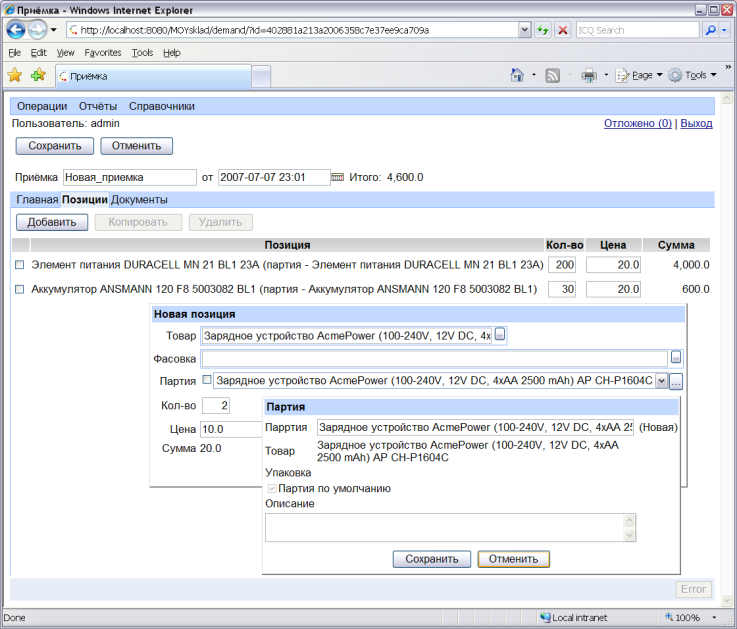 Приёмка - Windows Internet Explorer
http://localhost:8080/MOYsklad/demand/?id=402881a213a2006358c7e37ee9ca709a
ICQ Search
File Edit View Favorites Tools Help
Приёмка
Page Tools »
Операции Отчёты Справочники
Пользователь: admin Отложено (0) | Выход
Сохранить Отменить
Приёмка Новая_приемка от 2007-07-07 23:01 Итого: 4,600.0
Главная Позиции Документы
Добавить Копировать Удалить
Позиция Кол-во Цена Сумма
Элемент питания DURACELL MN 21 BL1 23A (партия - Элемент питания DURACELL MN 21 BL1 23A) 200 20.0 4,000.0
Аккумулятор ANSMANN 120 F8 5003082 BL1 (партия - Аккумулятор ANSMANN 120 F8 5003082 BL1) 30 20.0 600.0
Новая позиция
Товар Зарядное устройство AcmePower (100-240V, 12V DC, 4x
Фасовка
Партия Зарядное устройство AcmePower (100-240V, 12V DC, 4xAA 2500 mAh) AP CH-P1604C ...
Кол-во 2
Цена 10.0
Сумма 20.0
Партия
Парртия Зарядное устройство AcmePower (100-240V, 12V DC, 4xAA 25 (Новая)
Товар Зарядное устройство AcmePower (100-240V, 12V DC, 4xAA
2500 mAh) AP CH-P1604C
Упаковка
Партия по умолчанию
Описание
Сохранить Отменить
Error
Done Local intranet 100%